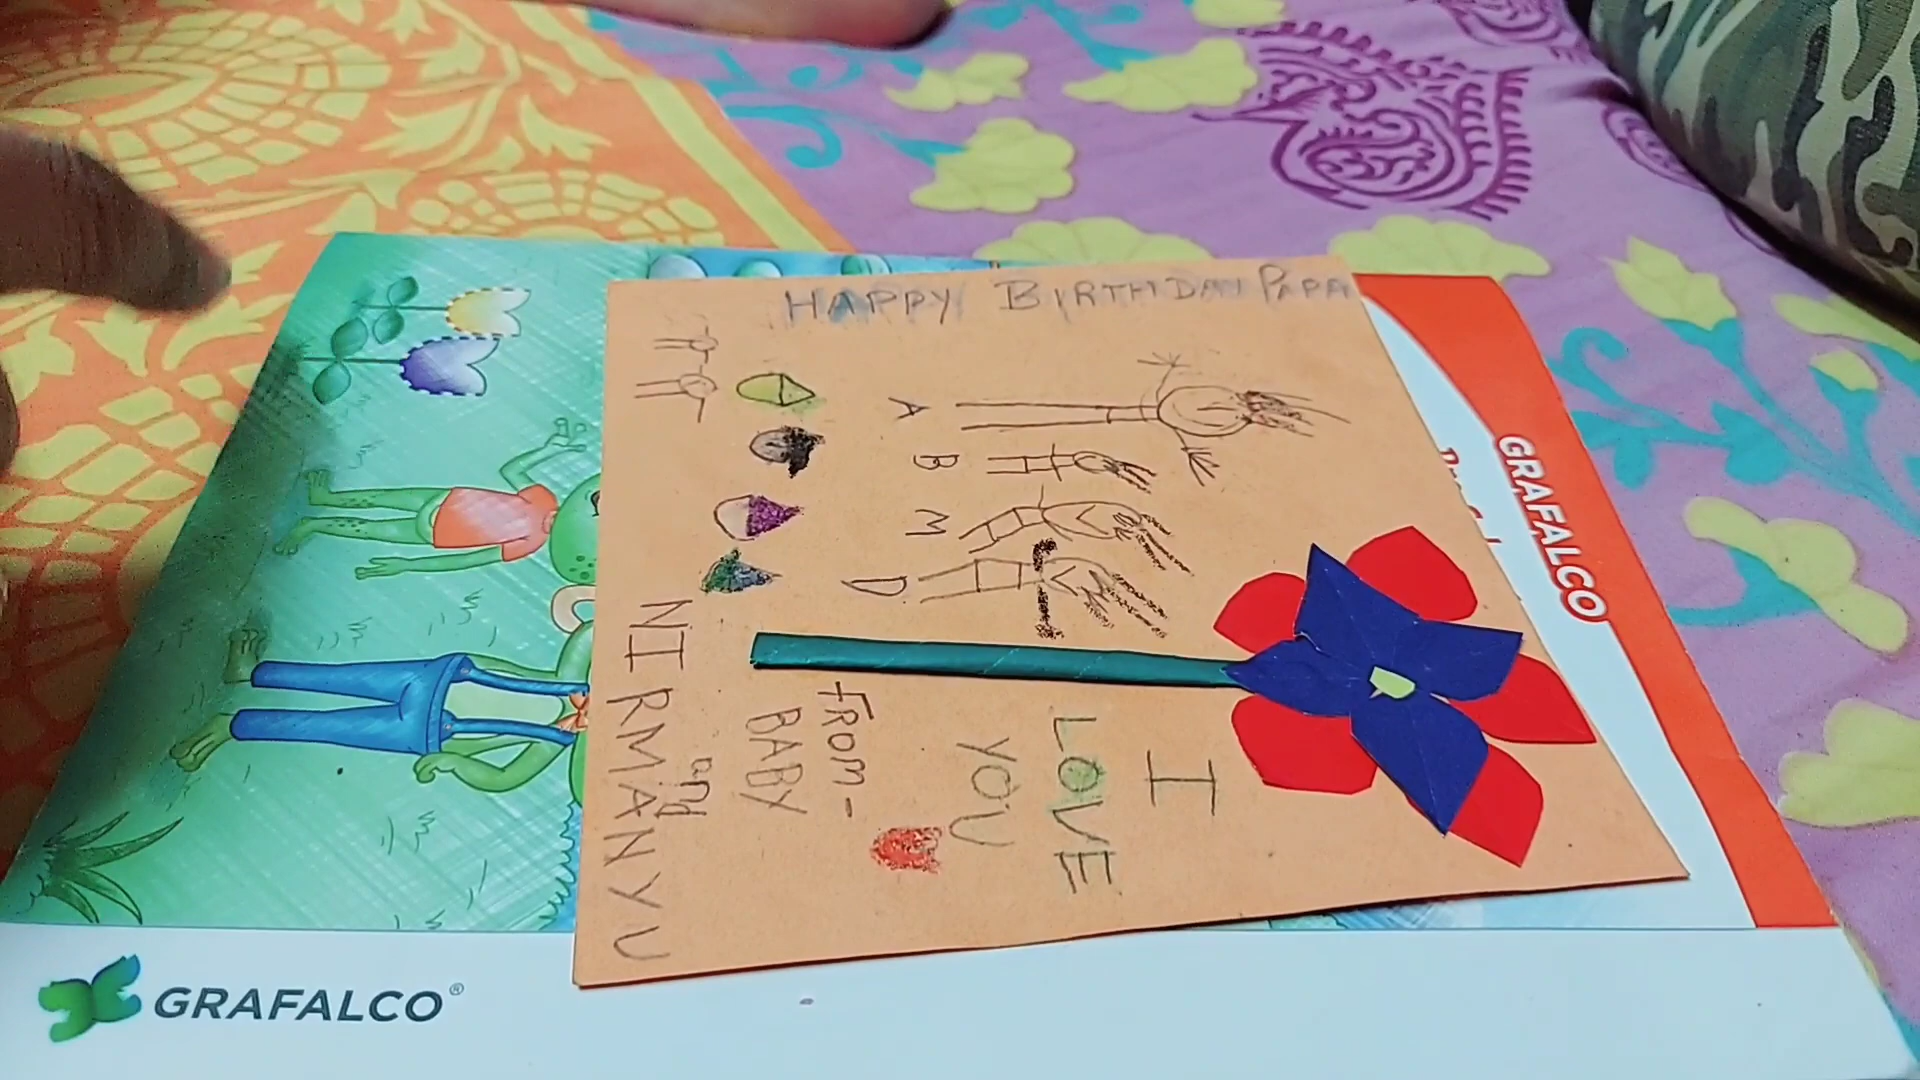 HAPPY BIRTHDAY PAPA
A
B
M
D
I
LOVE
YOU
FROM-
BABY
and
NIRMANYU
GRAFALCO
GRAFALCO®